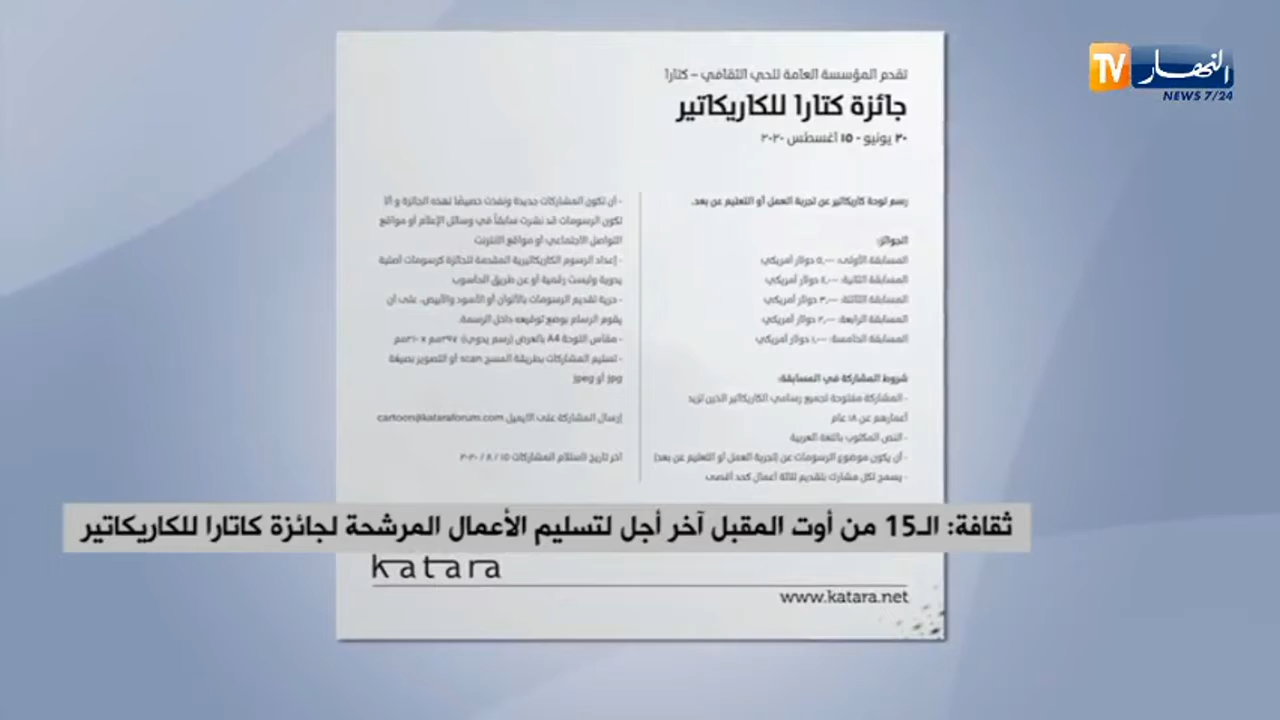 النهار TV
NEWS 7/24
تقدم المؤسسة العامة للحي الثقافي – كتارا
جائزة كتارا للكاريكاتير
٢٠ يونيو - ١٥ أغسطس ٢٠٢٠
رسم لوحة كاريكاتير عن تجربة العمل أو التعليم عن بعد.
الجوائز:
المسابقة الأولى: ٥,٠٠٠ دولار أمريكي
المسابقة الثانية: ٤,٠٠٠ دولار أمريكي
المسابقة الثالثة: ٣,٠٠٠ دولار أمريكي
المسابقة الرابعة: ٢,٠٠٠ دولار أمريكي
المسابقة الخامسة: ١,٠٠٠ دولار أمريكي
شروط المشاركة في المسابقة:
- المشاركة مفتوحة لجميع رسامي الكاريكاتير الذين تزيد
أعمارهم عن ١٨ عام
- النص المكتوب باللغة العربية
- أن يكون موضوع الرسومات عن (تجربة العمل أو التعليم عن بعد)
- يسمح لكل مشارك بتقديم ثلاثة أعمال كحد أقصى
- أن تكون المشاركات جديدة ونفذت خصيصًا لهذه الجائزة و ألا
تكون الرسومات قد نشرت سابقاً في وسائل الإعلام أو مواقع
التواصل الاجتماعي أو مواقع الانترنت
- إعداد الرسوم الكاريكاتيرية المقدمة للجائزة كرسومات أصلية
يدوية وليست رقمية أو عن طريق الحاسوب
- حرية تقديم الرسومات بالألوان أو الأسود والأبيض، على أن
يقوم الرسام بوضع توقيعه داخل الرسمة.
- مقاس اللوحة A4 بالعرض (رسم يدوي) ٢٩٧مم x ٢١٠مم
- تسليم المشاركات بطريقة المسح scan أو التصوير بصيغة
jpg أو jpeg
إرسال المشاركة على الايميل cartoon@kataraforum.com
آخر تاريخ لاستلام المشاركات ١٥ / ٨ / ٢٠٢٠
ثقافة: الـ15 من أوت المقبل آخر أجل لتسليم الأعمال المرشحة لجائزة كاتارا للكاريكاتير
katara
www.katara.net